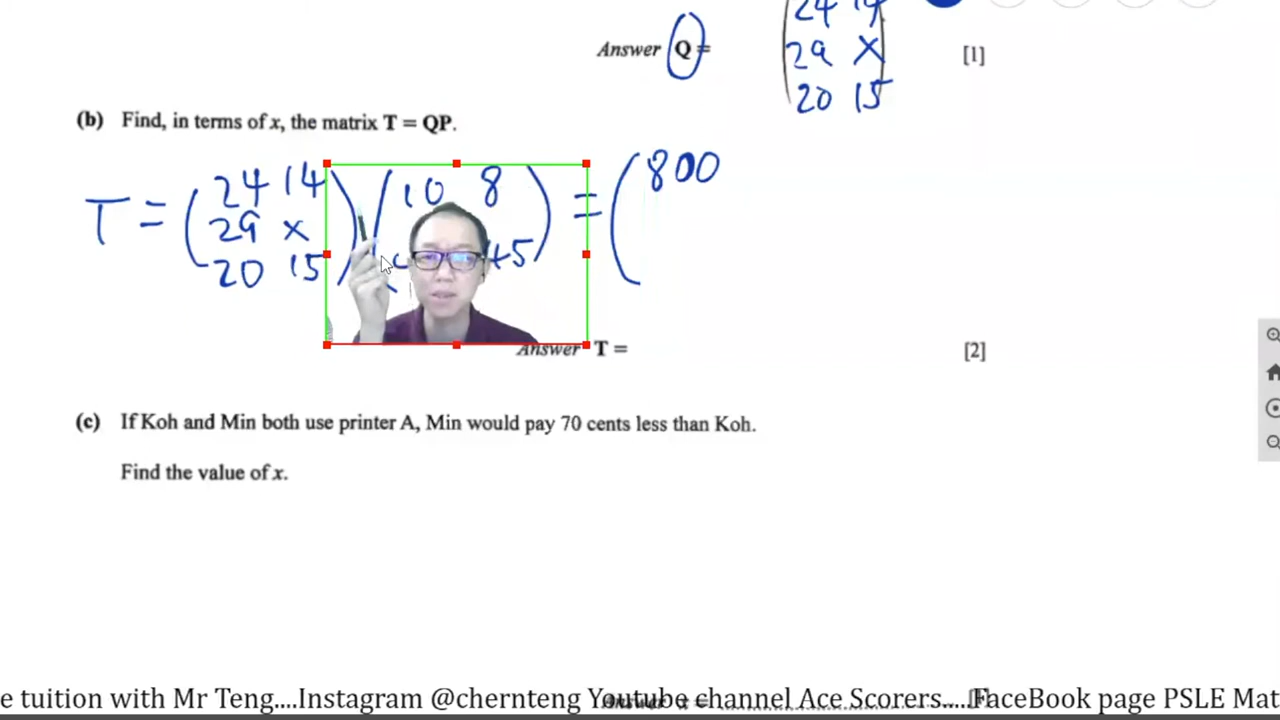 24 14
Answer Q = 29 x [1]
20 15
(b) Find, in terms of x, the matrix T = QP.
T = (24 14) (10 8) = (800
29 x
20 15 45
Answer T = [2]
(c) If Koh and Min both use printer A, Min would pay 70 cents less than Koh.
Find the value of x.
e tuition with Mr Teng....Instagram @chernteng Youtube channel Ace Scorers.....FaceBook page PSLE Mat